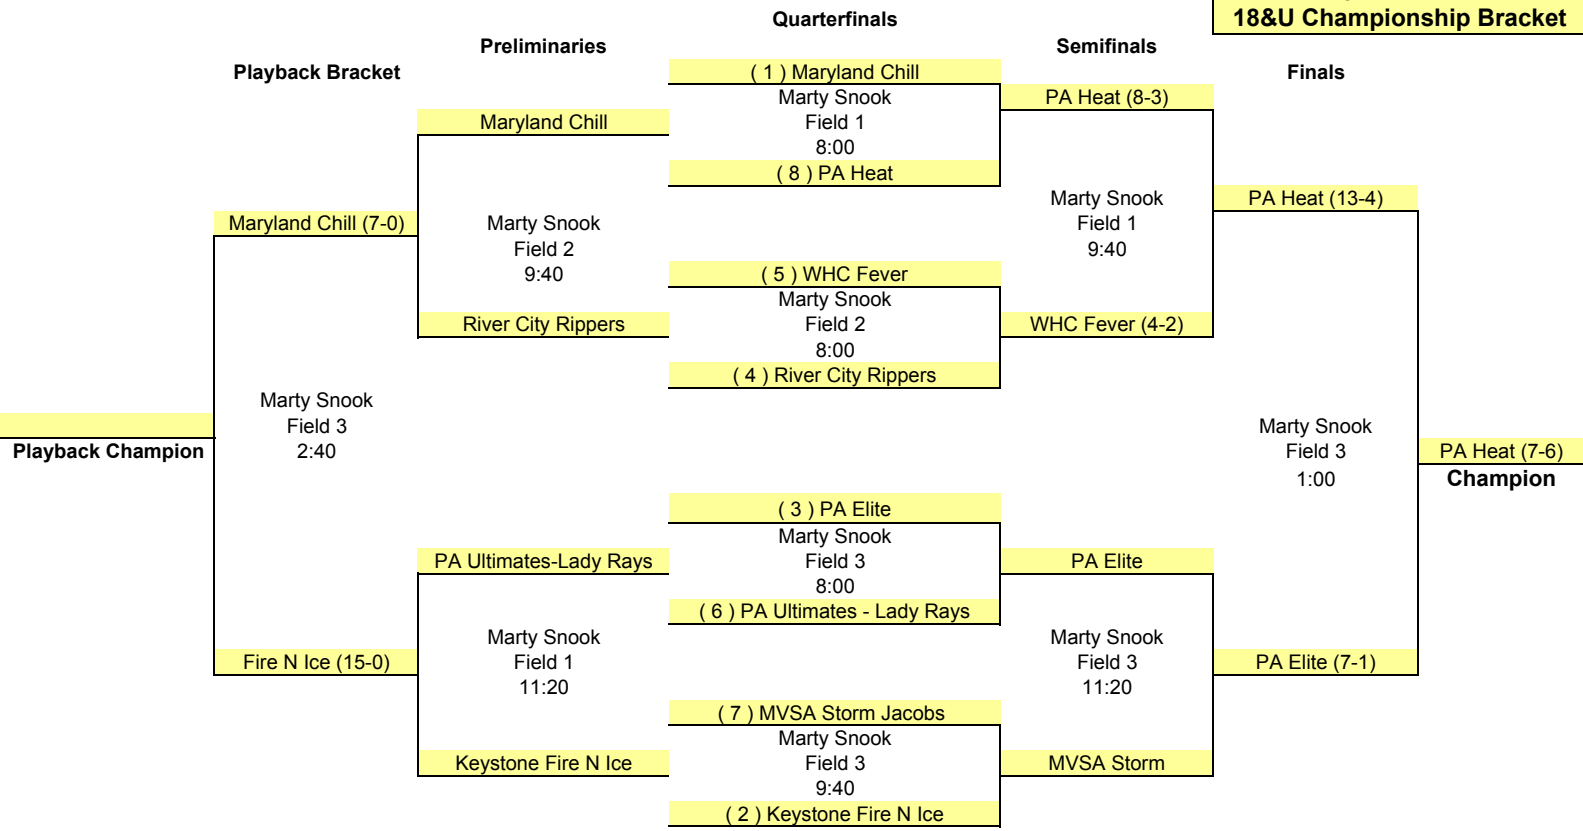 Quarterfinals
18&U Championship Bracket
Preliminaries
Semifinals
Playback Bracket
( 1 ) Maryland Chill
Finals
Marty Snook
PA Heat (8-3)
Maryland Chill
Field 1
8:00
( 8 ) PA Heat
Marty Snook
Field 1
9:40
PA Heat (13-4)
Maryland Chill (7-0)
Marty Snook
Field 2
9:40
( 5 ) WHC Fever
Marty Snook
Field 2
8:00
River City Rippers
WHC Fever (4-2)
( 4 ) River City Rippers
Marty Snook
Field 3
2:40
Playback Champion
Marty Snook
Field 3
1:00
PA Heat (7-6)
Champion
( 3 ) PA Elite
Marty Snook
Field 3
8:00
PA Ultimates-Lady Rays
PA Elite
( 6 ) PA Ultimates - Lady Rays
Marty Snook
Field 1
11:20
Marty Snook
Field 3
11:20
Fire N Ice (15-0)
PA Elite (7-1)
( 7 ) MVSA Storm Jacobs
Marty Snook
Field 3
9:40
Keystone Fire N Ice
MVSA Storm
( 2 ) Keystone Fire N Ice